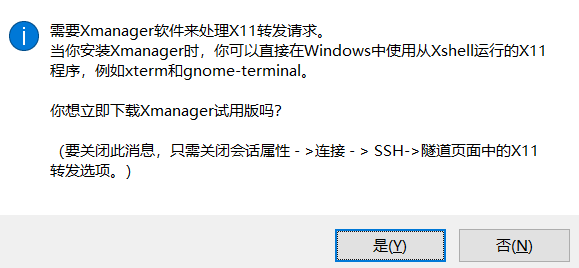 需要Xmanager软件来处理X11转发请求。
当你安装Xmanager时，你可以直接在Windows中使用从Xshell运行的X11
程序，例如xterm和gnome-terminal。
你想立即下载Xmanager试用版吗?
（要关闭此消息，只需关闭会话属性 - >连接 - > SSH->隧道页面中的X11
转发选项。）
是(Y)
否(N)